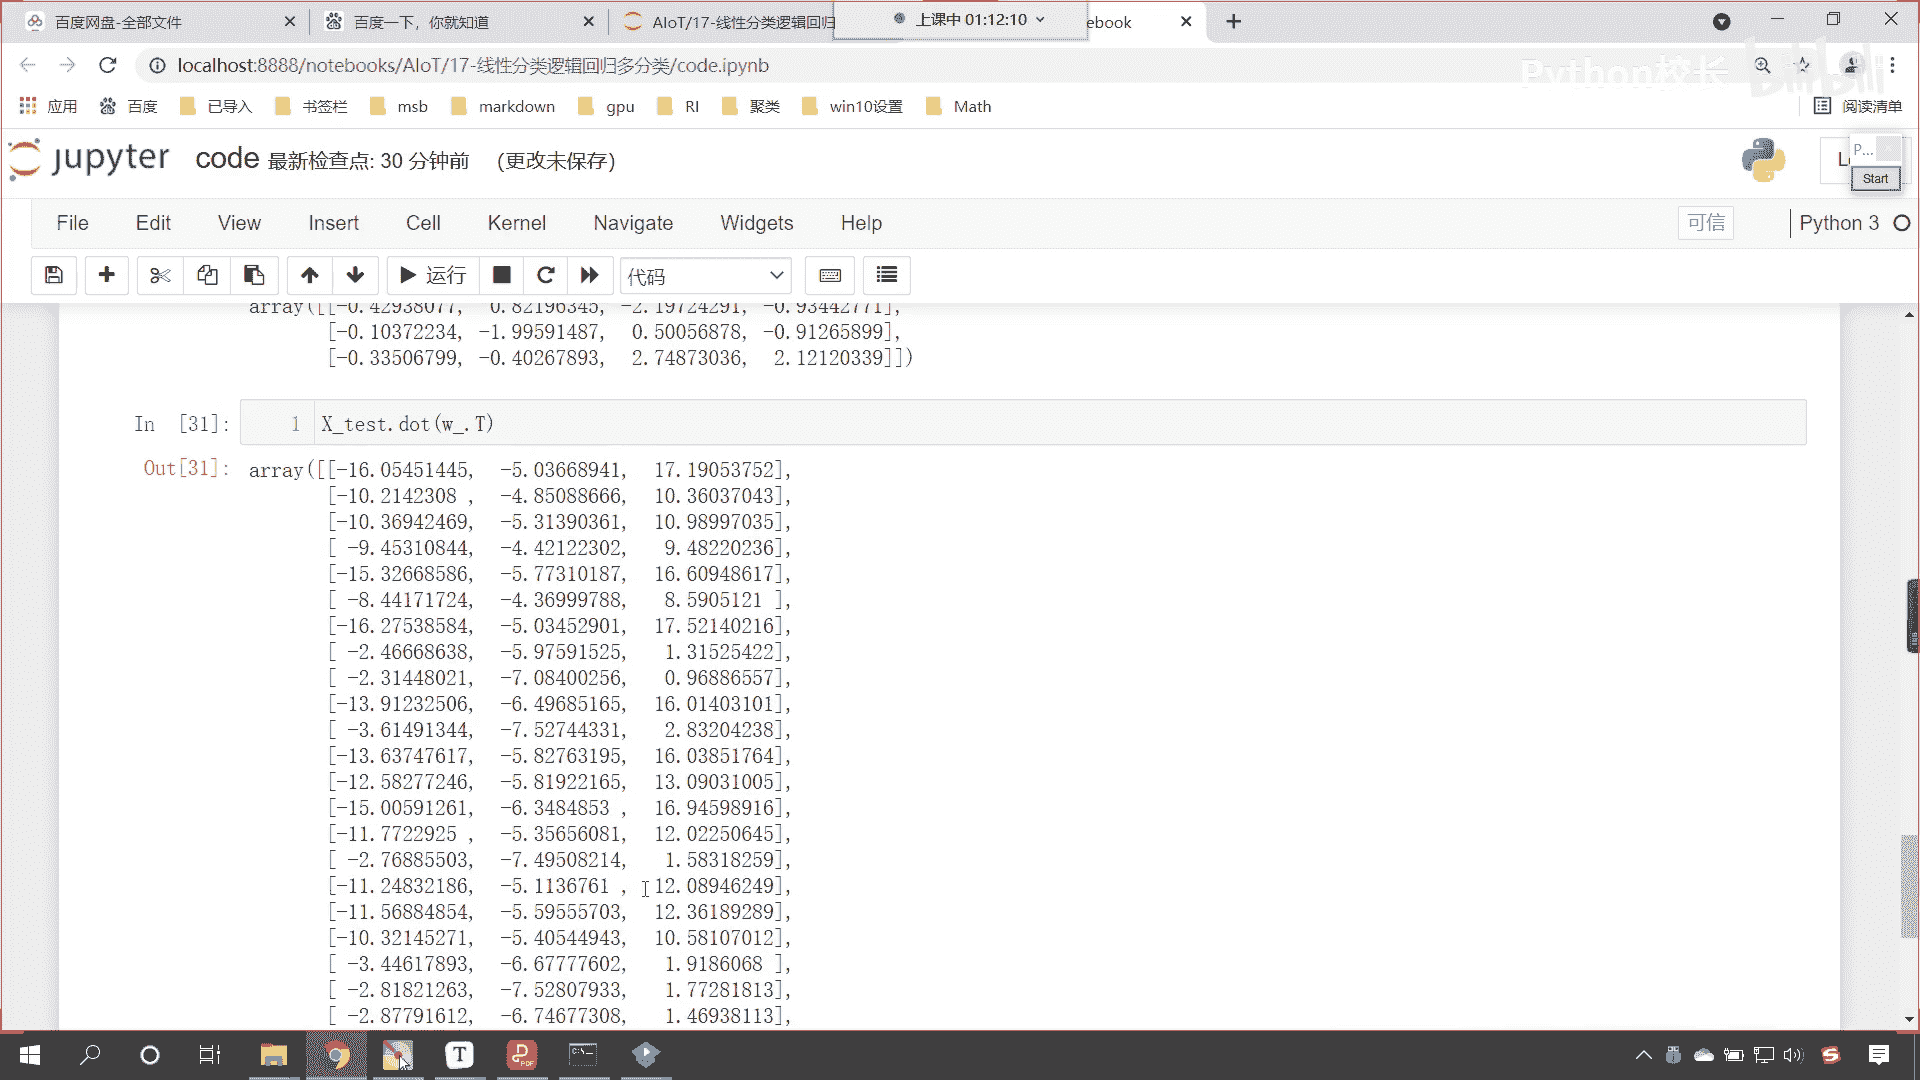 百度网盘-全部文件
百度一下，你就知道
AIoT/17-线性分类逻辑回归
上课中 01:12:10
ebook
localhost:8888/notebooks/AIoT/17-线性分类逻辑回归多分类/code.ipynb
Python校长
bilibili
应用 百度 已导入 书签栏 msb markdown gpu RI 聚类 win10设置 Math 阅读清单
jupyter code 最新检查点: 30 分钟前 (更改未保存)
P...
Start
File Edit View Insert Cell Kernel Navigate Widgets Help 可信 Python 3
运行 代码
array([[-0.42938077, 0.82196345, -2.19724291, -0.93442771],
[-0.10372234, -1.99591487, 0.50056878, -0.91265899],
[-0.33506799, -0.40267893, 2.74873036, 2.12120339]])
In [31]: 1 X_test.dot(w_.T)
Out[31]: array([[-16.05451445, -5.03668941, 17.19053752],
[-10.2142308 , -4.85088666, 10.36037043],
[-10.36942469, -5.31390361, 10.98997035],
[ -9.45310844, -4.42122302, 9.48220236],
[-15.32668586, -5.77310187, 16.60948617],
[ -8.44171724, -4.36999788, 8.5905121 ],
[-16.27538584, -5.03452901, 17.52140216],
[ -2.46668638, -5.97591525, 1.31525422],
[ -2.31448021, -7.08400256, 0.96886557],
[-13.91232506, -6.49685165, 16.01403101],
[ -3.61491344, -7.52744331, 2.83204238],
[-13.63747617, -5.82763195, 16.03851764],
[-12.58277246, -5.81922165, 13.09031005],
[-15.00591261, -6.3484853 , 16.94598916],
[-11.7722925 , -5.35656081, 12.02250645],
[ -2.76885503, -7.49508214, 1.58318259],
[-11.24832186, -5.1136761 , 12.08946249],
[-11.56884854, -5.59555703, 12.36189289],
[-10.32145271, -5.40544943, 10.58107012],
[ -3.44617893, -6.67777602, 1.9186068 ],
[ -2.81821263, -7.52807933, 1.77281813],
[ -2.87791612, -6.74677308, 1.46938113],